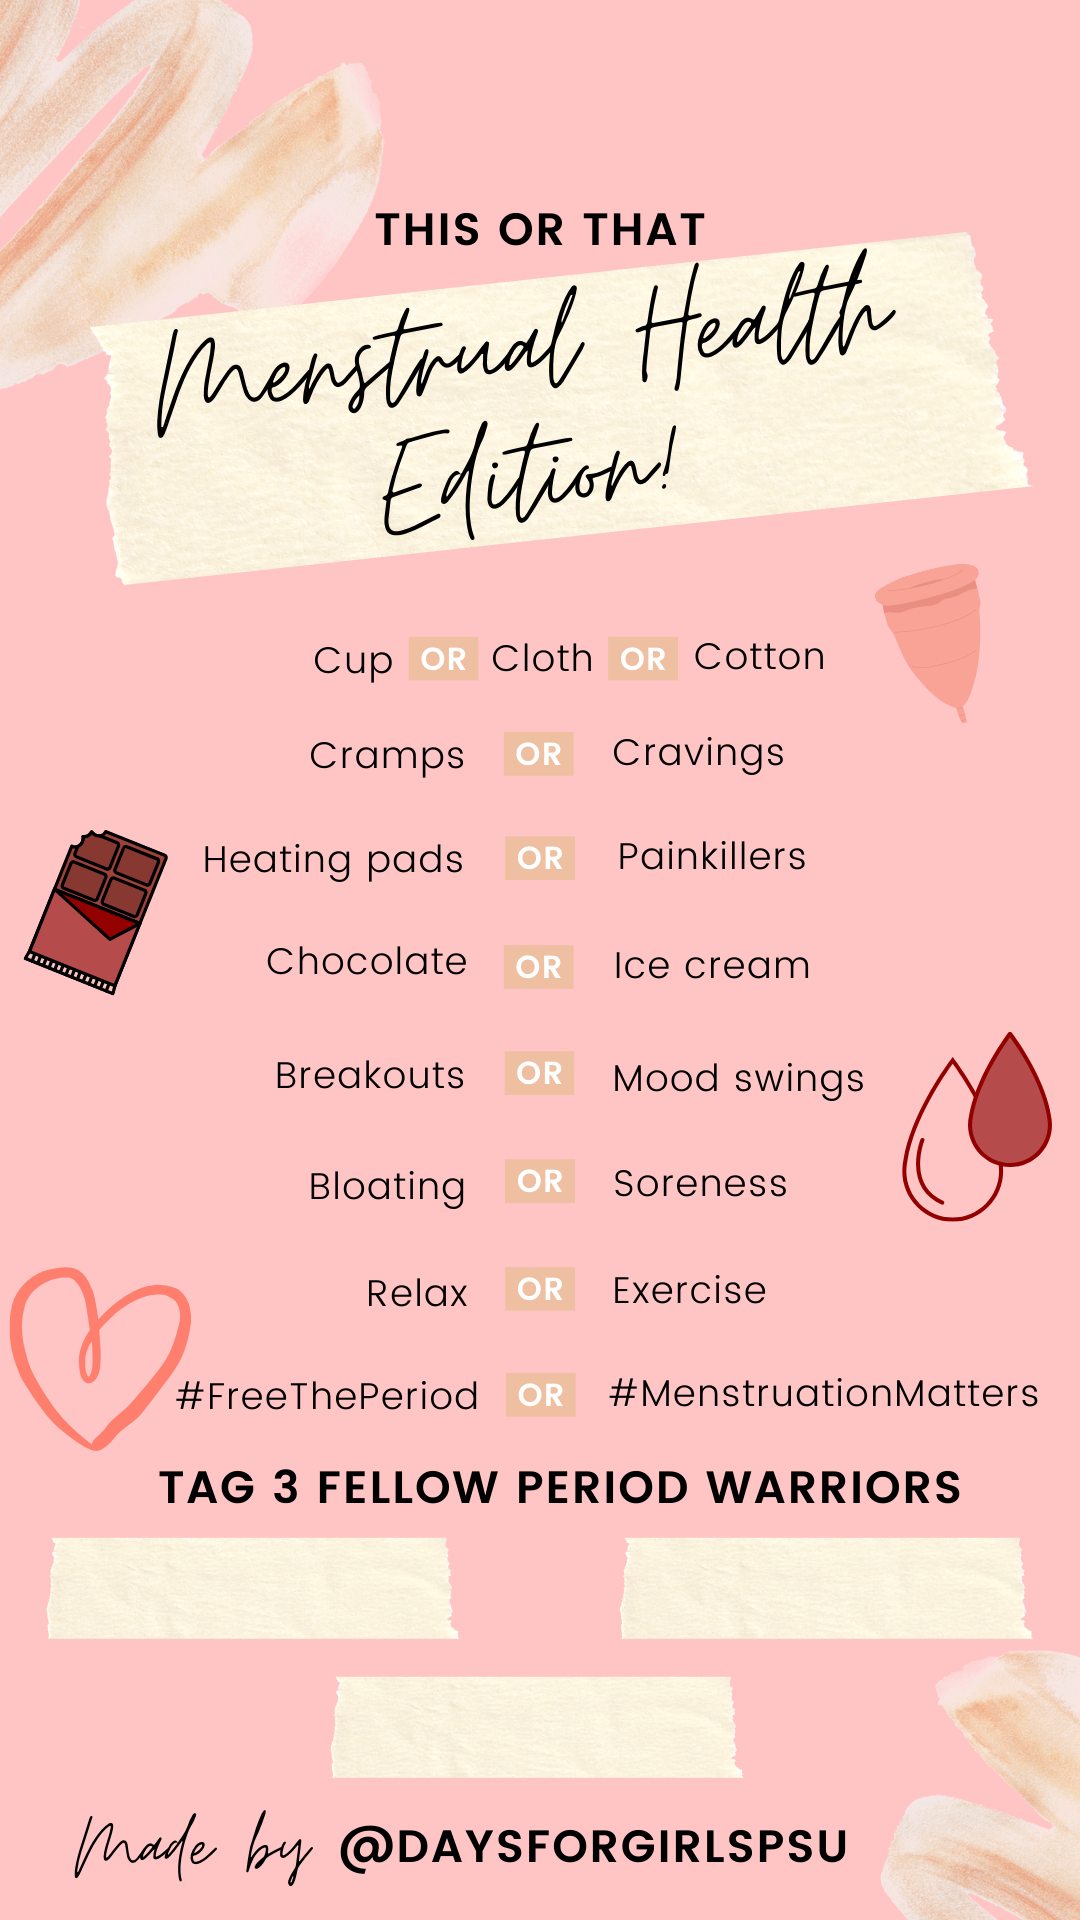 THIS OR THAT
Menstrual Health
Edition!
Cup OR Cloth OR Cotton
Cramps OR Cravings
Heating pads OR Painkillers
Chocolate OR Ice cream
Breakouts OR Mood swings
Bloating OR Soreness
Relax OR Exercise
#FreeThePeriod OR #MenstruationMatters
TAG 3 FELLOW PERIOD WARRIORS
Made by @DAYSFORGIRLSPSU